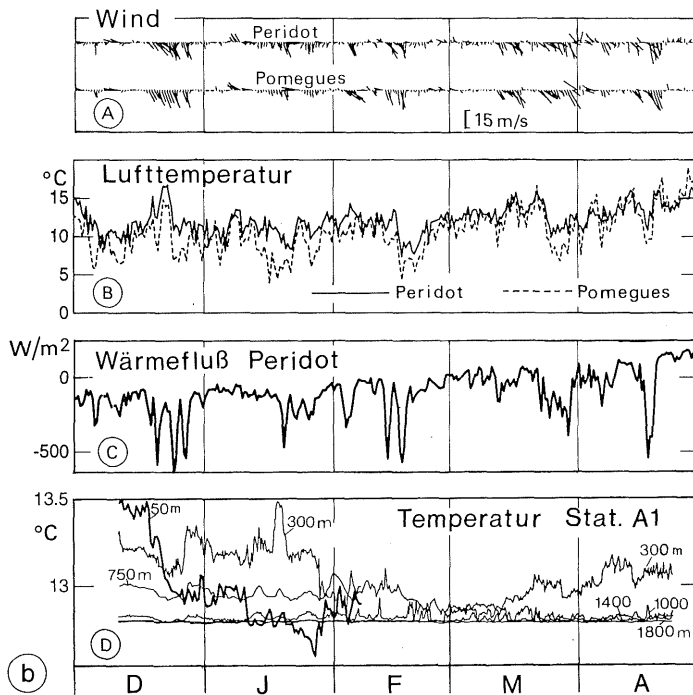 Wind
Peridot
Pomegues
[15 m/s
A
°C
Lufttemperatur
15
10
5
0
B
Peridot
Pomegues
W/m2
Wärmefluß Peridot
0
-500
C
13.5
°C
13
50m
300m
750m
Temperatur Stat. A1
300m
1400
1000
1800m
D
b
D
J
F
M
A